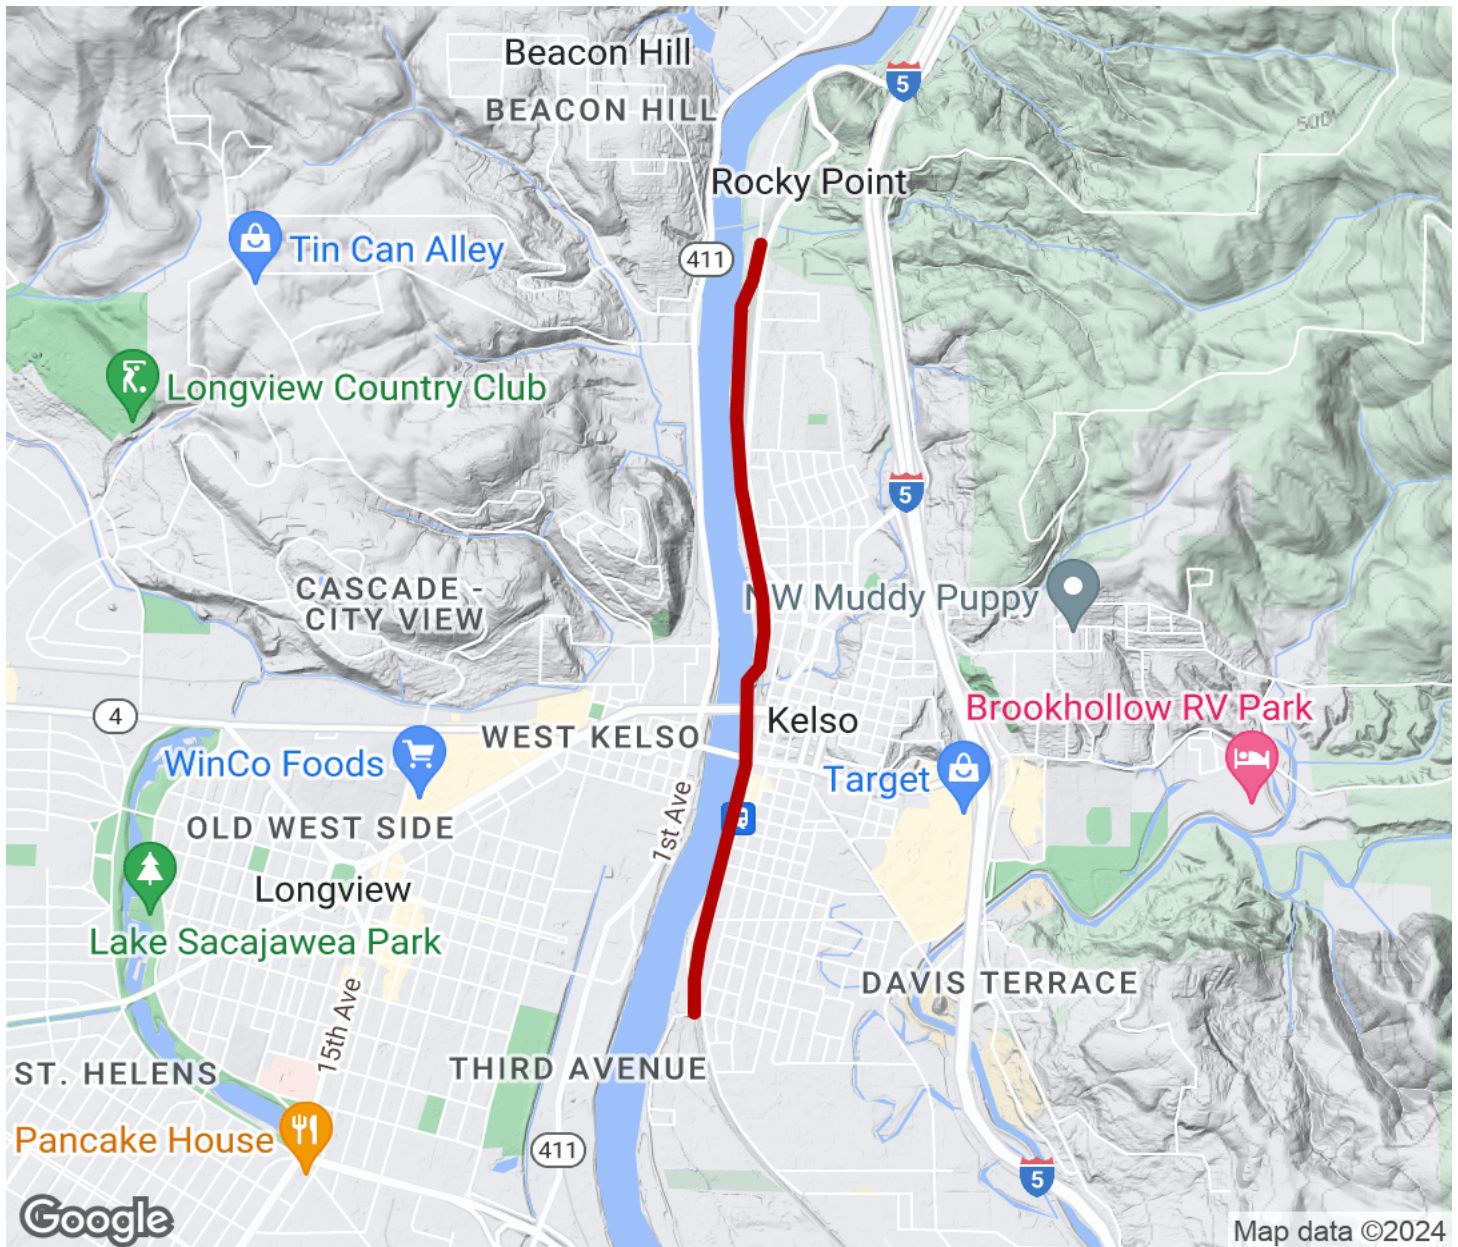 Beacon Hill
BEACON HILL
5
500
Rocky Point
Tin Can Alley
411
Longview Country Club
5
CASCADE -
CITY VIEW
NW Muddy Puppy
4
WEST KELSO
Kelso
Brookhollow RV Park
WinCo Foods
Target
1st Ave
OLD WEST SIDE
Longview
Lake Sacajawea Park
DAVIS TERRACE
15th Ave
ST. HELENS
THIRD AVENUE
Pancake House
411
5
Google
Map data ©2024